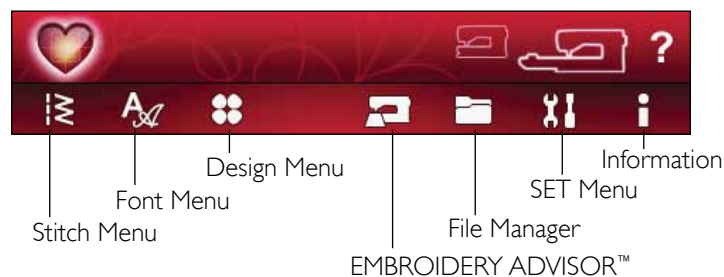 ?
Design Menu
Information
Font Menu
SET Menu
Stitch Menu
File Manager
EMBROIDERY ADVISOR™